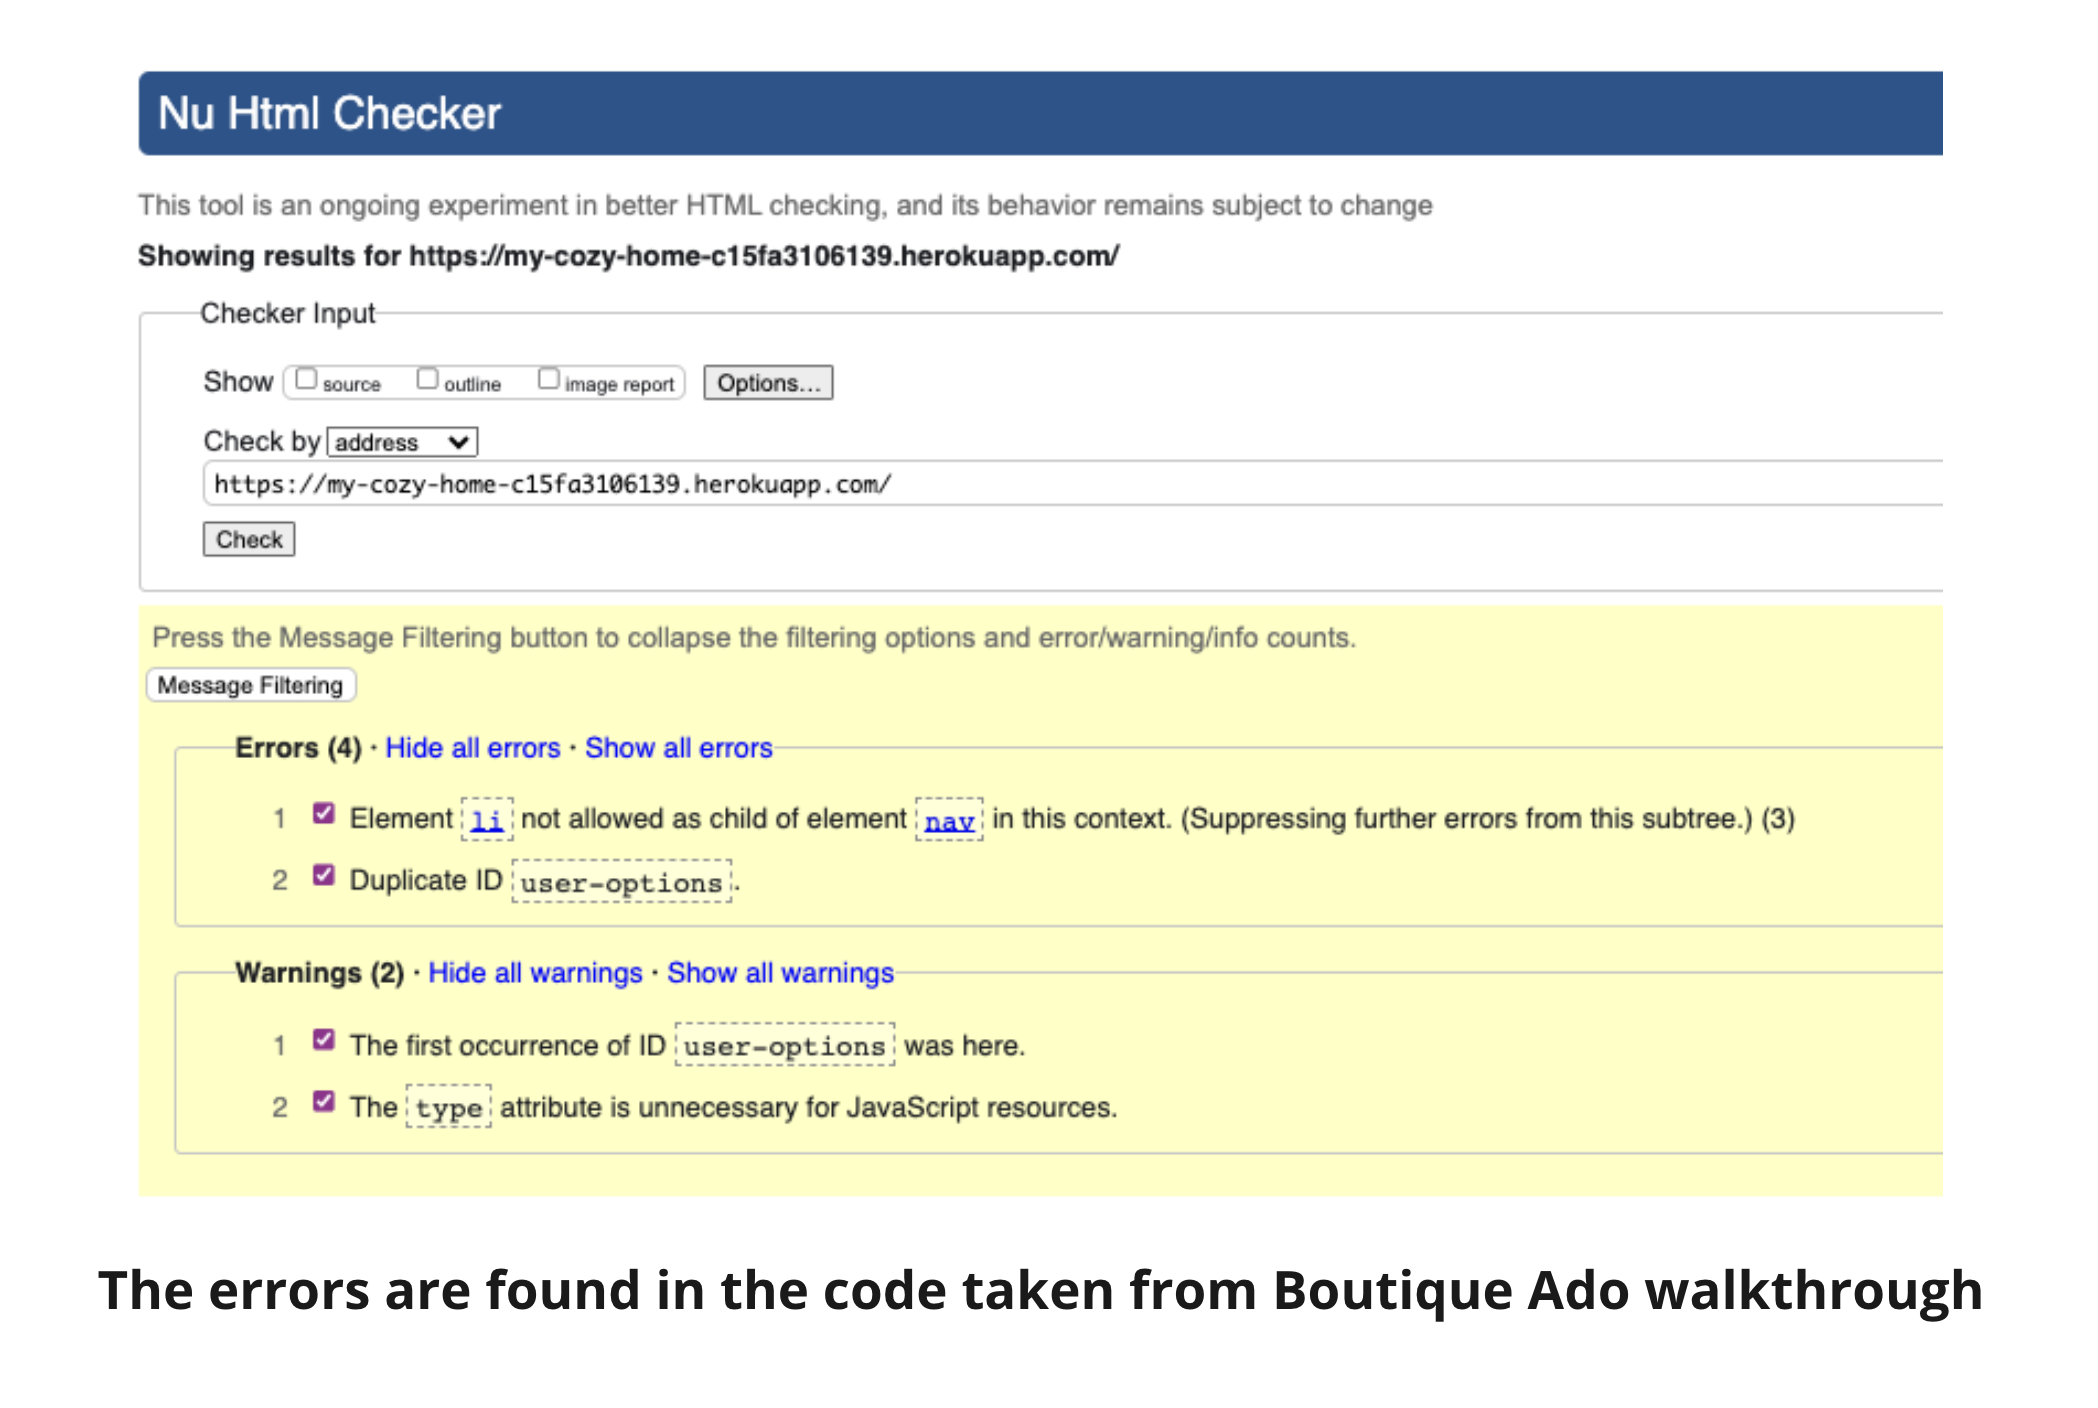 Nu Html Checker
This tool is an ongoing experiment in better HTML checking, and its behavior remains subject to change
Showing results for https://my-cozy-home-c15fa3106139.herokuapp.com/
Checker Input
Show source outline image report Options...
Check by address
https://my-cozy-home-c15fa3106139.herokuapp.com/
Check
Press the Message Filtering button to collapse the filtering options and error/warning/info counts.
Message Filtering
Errors (4) · Hide all errors · Show all errors
1 Element li not allowed as child of element nav in this context. (Suppressing further errors from this subtree.) (3)
2 Duplicate ID user-options.
Warnings (2) · Hide all warnings · Show all warnings
1 The first occurrence of ID user-options was here.
2 The type attribute is unnecessary for JavaScript resources.
The errors are found in the code taken from Boutique Ado walkthrough